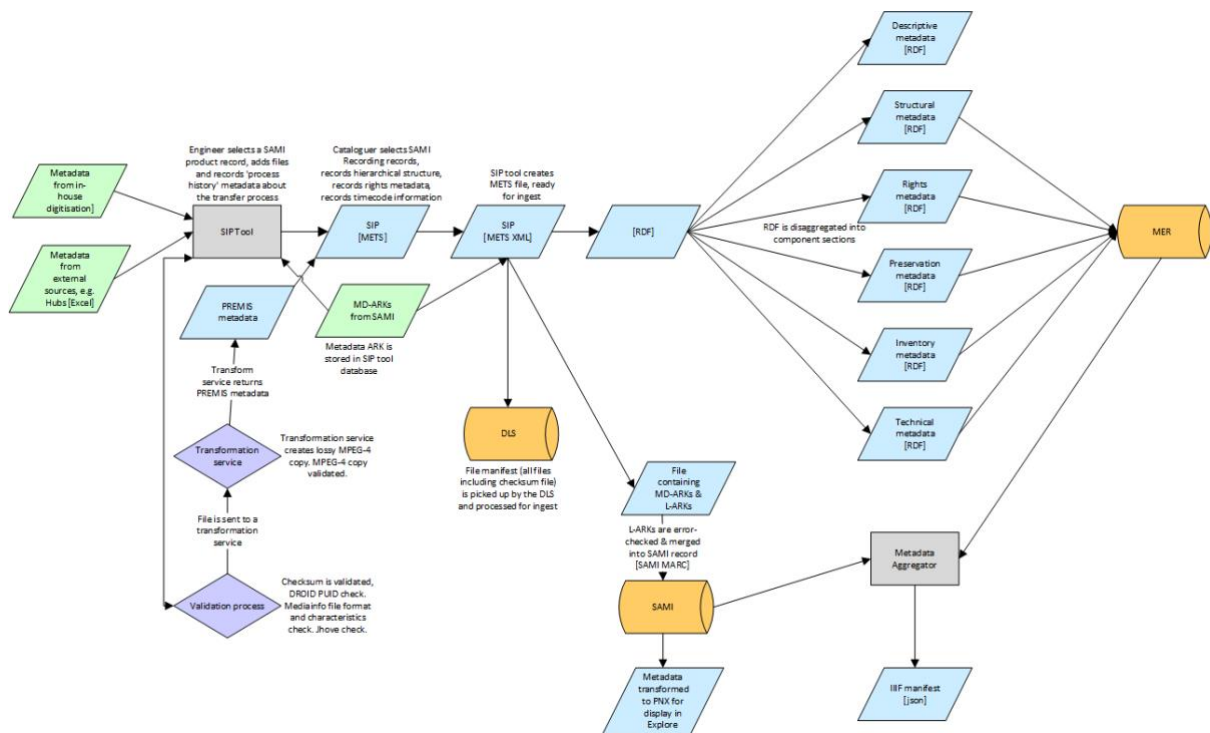 Descriptive
metadata
[RDF]
Structural
metadata
[RDF]
Rights
metadata
[RDF]
RDF is disaggregated into
component sections
Preservation
metadata
[RDF]
Inventory
metadata
[RDF]
Technical
metadata
[RDF]
MER
Engineer selects a SAMI
product record, adds files
and records 'process
history' metadata about
the transfer process
Cataloguer selects SAMI
Recording records,
records hierarchical structure,
records rights metadata,
records timecode information
SIP tool creates
METS file, ready
for ingest
Metadata
from in-
house
digitisation]
SIP Tool
SIP
[METS]
SIP
[METS XML]
[RDF]
Metadata
from
external
sources, e.g.
Hubs [Excel]
PREMIS
metadata
MD-ARKs
from SAMI
Metadata ARK is
stored in SIP tool
database
Transform
service returns
PREMIS metadata
Transformation
service
Transformation service
creates lossy MPEG-4
copy. MPEG-4 copy
validated.
DLS
File manifest (all files
including checksum file)
is picked up by the DLS
and processed for ingest
File is sent to a
transformation
service
File
containing
MD-ARKs &
L-ARKs
L-ARKs are error-
checked & merged
into SAMI record
[SAMI MARC]
Metadata
Aggregator
Validation process
Checksum is validated,
DROID PUID check.
Mediainfo file format
and characteristics
check. Jhove check.
SAMI
Metadata
transformed
to PNX for
display in
Explore
IIIF manifest
[json]